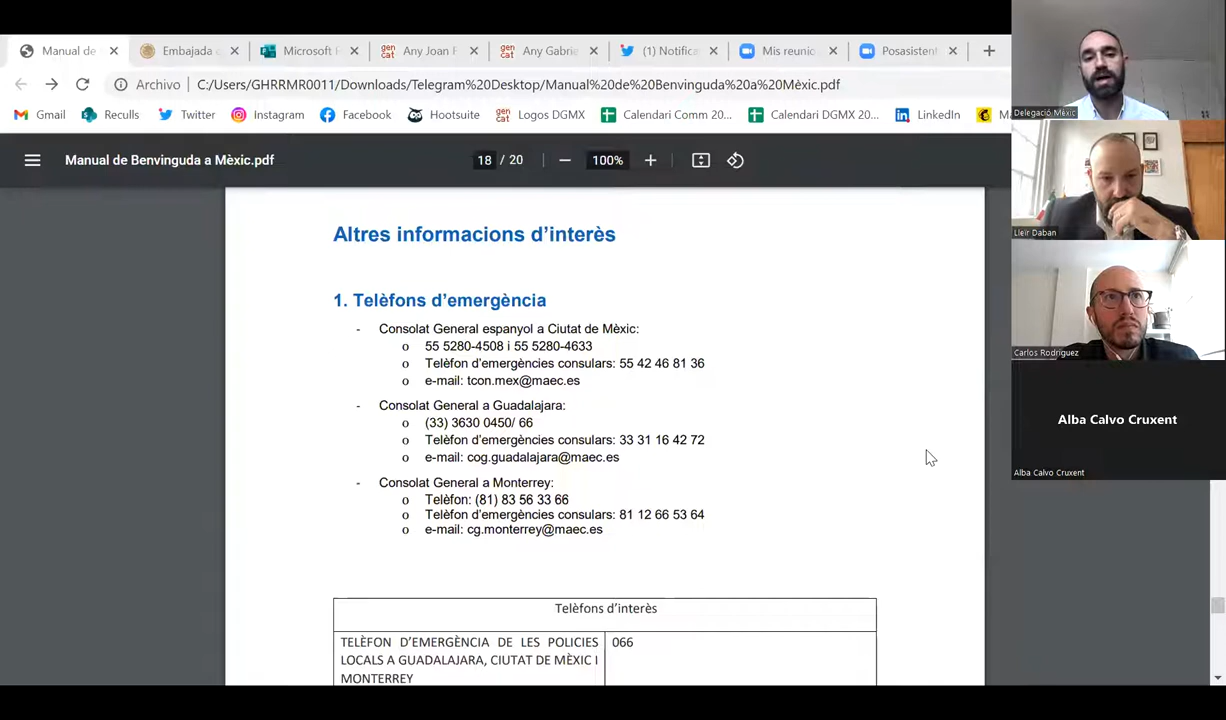 Manual de
Embajada
Microsoft
Any Joan
Any Gabrie
(1) Notifica
Mis reunio
Posasistent
Archivo
C:/Users/GHRRMR0011/Downloads/Telegram%20Desktop/Manual%20de%20Benvinguda%20a%20Mèxic.pdf
Gmail
Reculls
Twitter
Instagram
Facebook
Hootsuite
gencat
Logos DGMX
Calendari Comm 20...
Calendari DGMX 20...
LinkedIn
Manual de Benvinguda a Mèxic.pdf
18 / 20
100%
Altres informacions d'interès
1. Telèfons d'emergència
- Consolat General espanyol a Ciutat de Mèxic:
o 55 5280-4508 i 55 5280-4633
o Telèfon d'emergències consulars: 55 42 46 81 36
o e-mail: tcon.mex@maec.es
- Consolat General a Guadalajara:
o (33) 3630 0450/ 66
o Telèfon d'emergències consulars: 33 31 16 42 72
o e-mail: cog.guadalajara@maec.es
- Consolat General a Monterrey:
o Telèfon: (81) 83 56 33 66
o Telèfon d'emergències consulars: 81 12 66 53 64
o e-mail: cg.monterrey@maec.es
Telèfons d'interès
TELÈFON D'EMERGÈNCIA DE LES POLICIES
LOCALS A GUADALAJARA, CIUTAT DE MÈXIC I
MONTERREY
066
Delegació Mèxic
Lleïr Daban
Carlos Rodríguez
Alba Calvo Cruxent
Alba Calvo Cruxent